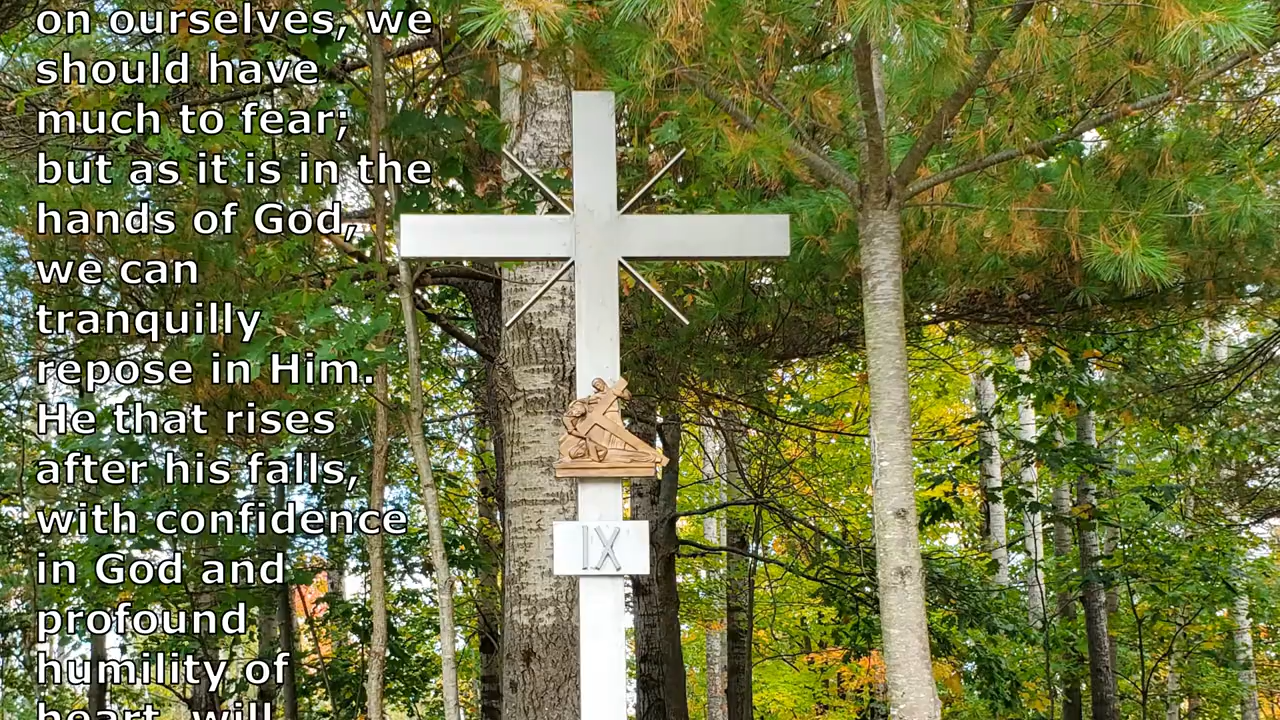 on ourselves, we
should have
much to fear;
but as it is in the
hands of God,
we can
tranquilly
repose in Him.
He that rises
after his falls,
with confidence
in God and
profound
humility of
heart, will
IX